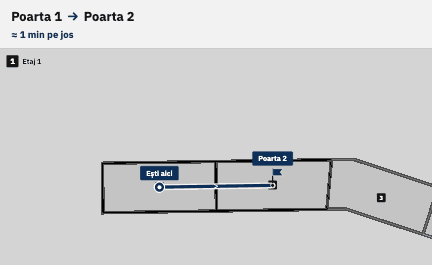 Poarta 1 → Poarta 2
≈ 1 min pe jos
1 Etaj 1
Poarta 2
Ești aici
3